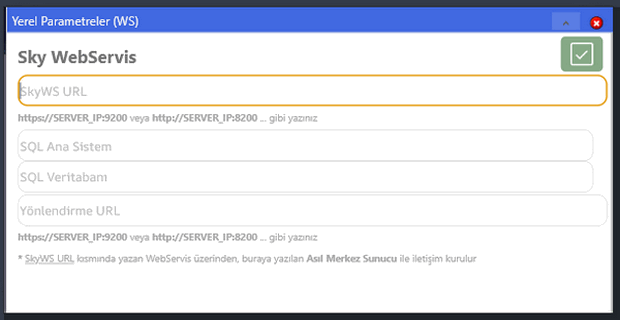 Yerel Parametreler (WS)
Sky WebServis
SkyWS URL
https://SERVER_IP:9200 veya http://SERVER_IP:8200 ... gibi yazınız
SQL Ana Sistem
SQL Veritabanı
Yönlendirme URL
https://SERVER_IP:9200 veya http://SERVER_IP:8200 ... gibi yazınız
* SkyWS URL kısmında yazan WebServis üzerinden, buraya yazılan Asıl Merkez Sunucu ile iletişim kurulur